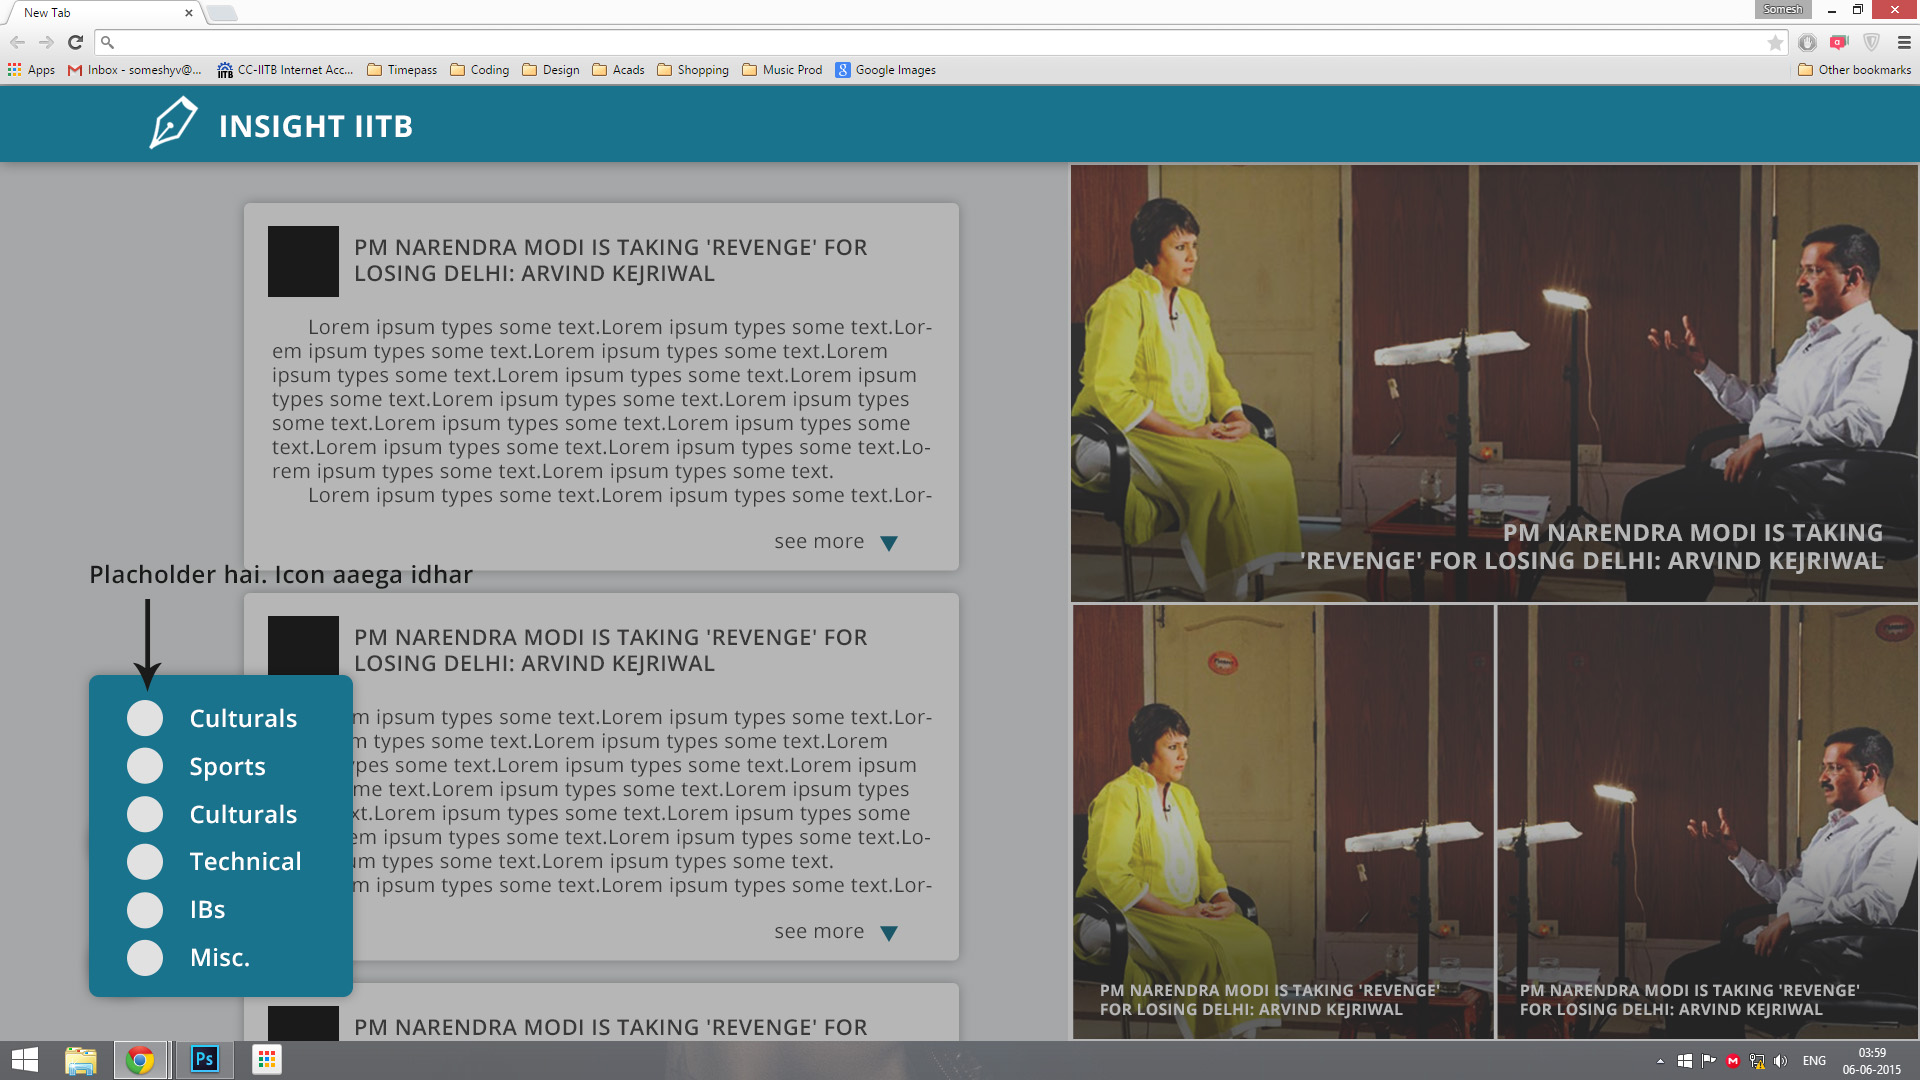 New Tab
Somesh
Apps
Inbox - someshyv@...
CC-IITB Internet Acc...
Timepass
Coding
Design
Acads
Shopping
Music Prod
Google Images
Other bookmarks
INSIGHT IITB
PM NARENDRA MODI IS TAKING 'REVENGE' FOR
LOSING DELHI: ARVIND KEJRIWAL
Lorem ipsum types some text.Lorem ipsum types some text.Lor-
em ipsum types some text.Lorem ipsum types some text.Lorem
ipsum types some text.Lorem ipsum types some text.Lorem ipsum
types some text.Lorem ipsum types some text.Lorem ipsum types
some text.Lorem ipsum types some text.Lorem ipsum types some
text.Lorem ipsum types some text.Lorem ipsum types some text.Lo-
rem ipsum types some text.Lorem ipsum types some text.
Lorem ipsum types some text.Lorem ipsum types some text.Lor-
see more
Placholder hai. Icon aaega idhar
PM NARENDRA MODI IS TAKING 'REVENGE' FOR
LOSING DELHI: ARVIND KEJRIWAL
m ipsum types some text.Lorem ipsum types some text.Lor-
m types some text.Lorem ipsum types some text.Lorem
pes some text.Lorem ipsum types some text.Lorem ipsum
me text.Lorem ipsum types some text.Lorem ipsum types
xt.Lorem ipsum types some text.Lorem ipsum types some
em ipsum types some text.Lorem ipsum types some text.Lo-
um types some text.Lorem ipsum types some text.
m ipsum types some text.Lorem ipsum types some text.Lor-
see more
Culturals
Sports
Culturals
Technical
IBs
Misc.
PM NARENDRA MODI IS TAKING 'REVENGE' FOR
PM NARENDRA MODI IS TAKING
'REVENGE' FOR LOSING DELHI: ARVIND KEJRIWAL
PM NARENDRA MODI IS TAKING 'REVENGE'
FOR LOSING DELHI: ARVIND KEJRIWAL
PM NARENDRA MODI IS TAKING 'REVENGE'
FOR LOSING DELHI: ARVIND KEJRIWAL
Ps
ENG
03:59
06-06-2015